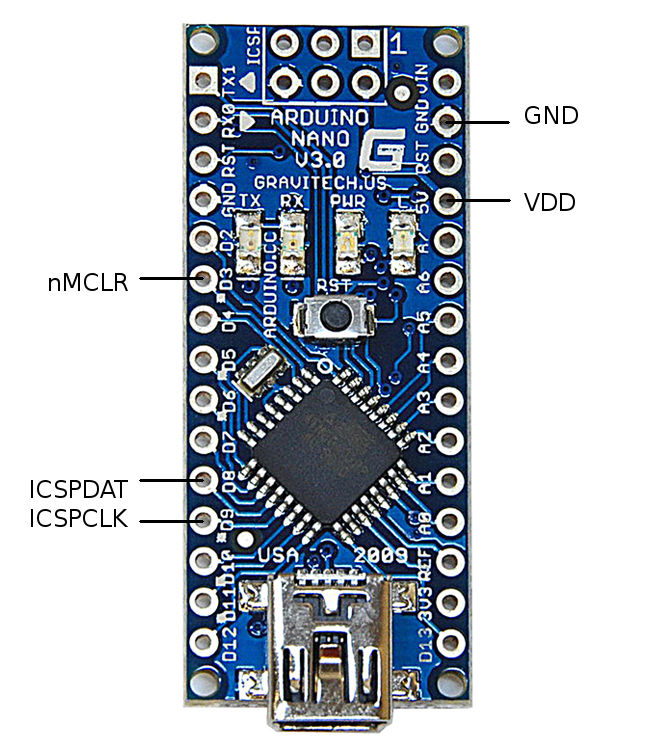 ICSP
1
TX1
VIN
RX0
ARDUINO
GND
GND
NANO
RST
V3.0
G
RST
GRAVITECH.US
GND
TX
RX
PWR
L
5V
VDD
D2
A7
ARDUINO.CC
nMCLR
D3
RST
A6
D4
A5
D5
A4
D6
A3
D7
A2
ICSPDAT
D8
A1
ICSPCLK
D9
A0
D10
USA
2009
REF
D11
3V3
D12
D13